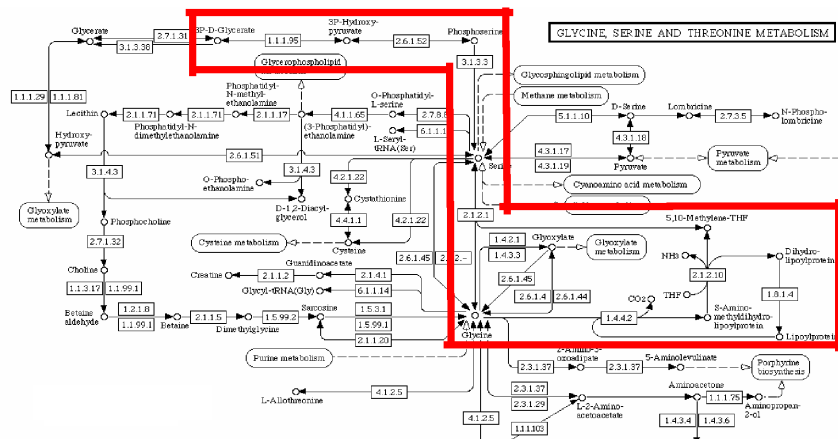 GLYCINE, SERINE AND THREONINE METABOLISM
Glycerate
2.7.1.31
3.1.3.38
3P-D-Glycerate
1.1.1.95
3P-Hydroxy-
pyruvate
2.6.1.52
Phosphoserine
3.1.3.3
Glycerophospholipid
Glycosphingolipid metabolism
Methane metabolism
1.1.1.29
1.1.1.81
Lecithin
2.1.1.71
Phosphatidyl-N-
dimethylethanolamine
2.1.1.71
Phosphatidyl-
N-methyl-
ethanolamine
2.1.1.17
(3-Phosphatidyl)-
ethanolamine
4.1.1.65
O-Phosphatidyl-
L-serine
2.7.8.8
6.1.1.1
L-Seryl-
tRNA(Ser)
5.1.1.10
D-Serine
Lombricine
2.7.3.5
N-Phospho-
lombricine
4.3.1.18
4.3.1.17
4.3.1.19
Pyruvate
Pyruvate
metabolism
Hydroxy-
pyruvate
2.6.1.51
Serine
3.1.4.3
3.1.4.3
O-Phospho-
ethanolamine
D-1,2-Diacyl-
glycerol
4.2.1.22
Cystathionine
4.4.1.1
4.2.1.22
Cysteine
Cysteine metabolism
Cyanoamino acid metabolism
Glyoxylate
metabolism
Phosphocholine
2.7.1.32
Choline
1.1.3.17
1.1.99.1
Betaine
aldehyde
1.2.1.8
1.1.99.1
Betaine
2.1.1.5
Dimethylglycine
1.5.99.2
Sarcosine
1.5.3.1
1.5.99.1
2.1.1.20
Guanidinoacetate
Creatine
2.1.1.2
2.1.4.1
Glycyl-tRNA(Gly)
6.1.1.14
2.6.1.45
2.1.2.1
5,10-Methylene-THF
1.4.2.1
1.4.3.3
Glyoxylate
Glyoxylate
metabolism
2.6.1.45
2.6.1.4
2.6.1.44
NH3
2.1.2.10
THF
CO2
1.4.4.2
S-Amino-
methyldihydro-
lipoylprotein
Dihydro-
lipoylprotein
1.8.1.4
Lipoylprotein
Glycine
Purine metabolism
L-Allothreonine
4.1.2.5
4.1.2.5
oxoadipate
2.3.1.37
2.3.1.37
5-Aminolevulinate
Porphyrine
biosynthesis
2.3.1.37
2.3.1.29
L-2-Amino-
acetoacetate
Aminoacetone
1.1.1.75
Aminopropan-
2-ol
1.1.1.103
1.4.3.4
1.4.3.6